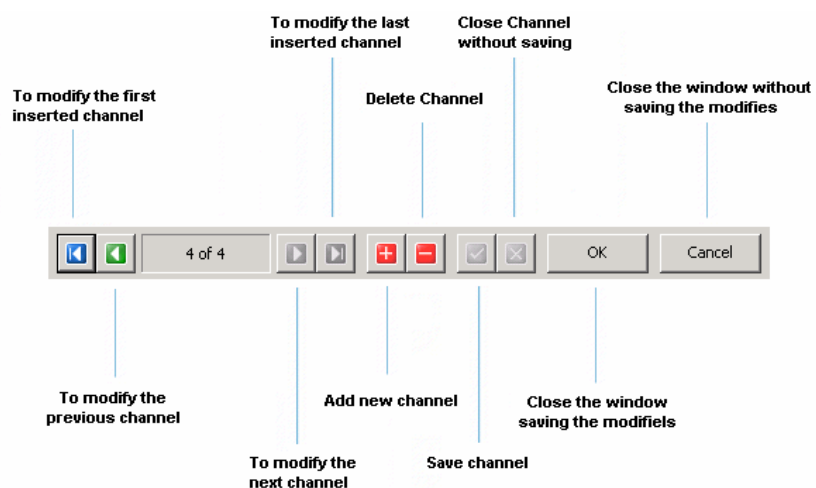 To modify the last
inserted channel
Close Channel
without saving
To modify the first
inserted channel
Delete Channel
Close the window without
saving the modifies
4 of 4
OK
Cancel
To modify the
previous channel
Add new channel
Close the window
saving the modifiels
To modify the
next channel
Save channel